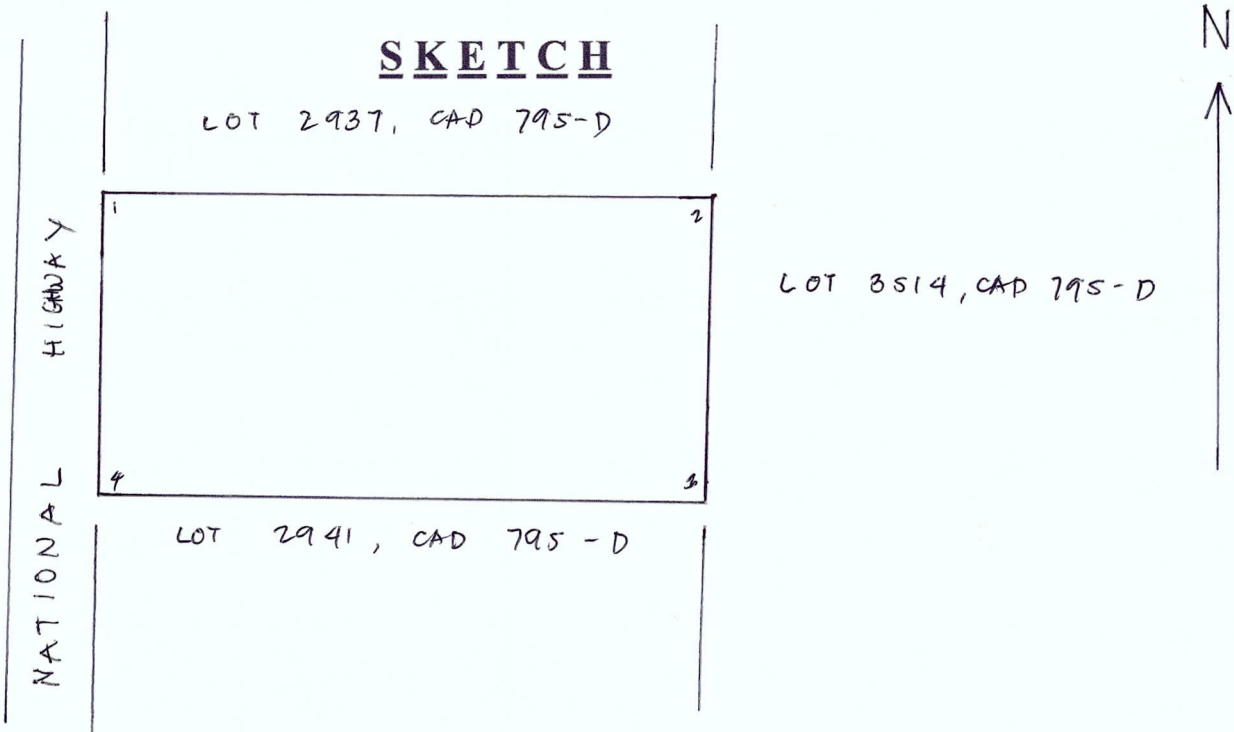 SKETCH
N
LOT 2937, CAD 795-D
1
2
NATIONAL HIGHWAY
LOT 3514, CAD 795-D
4
3
LOT 2941, CAD 795-D